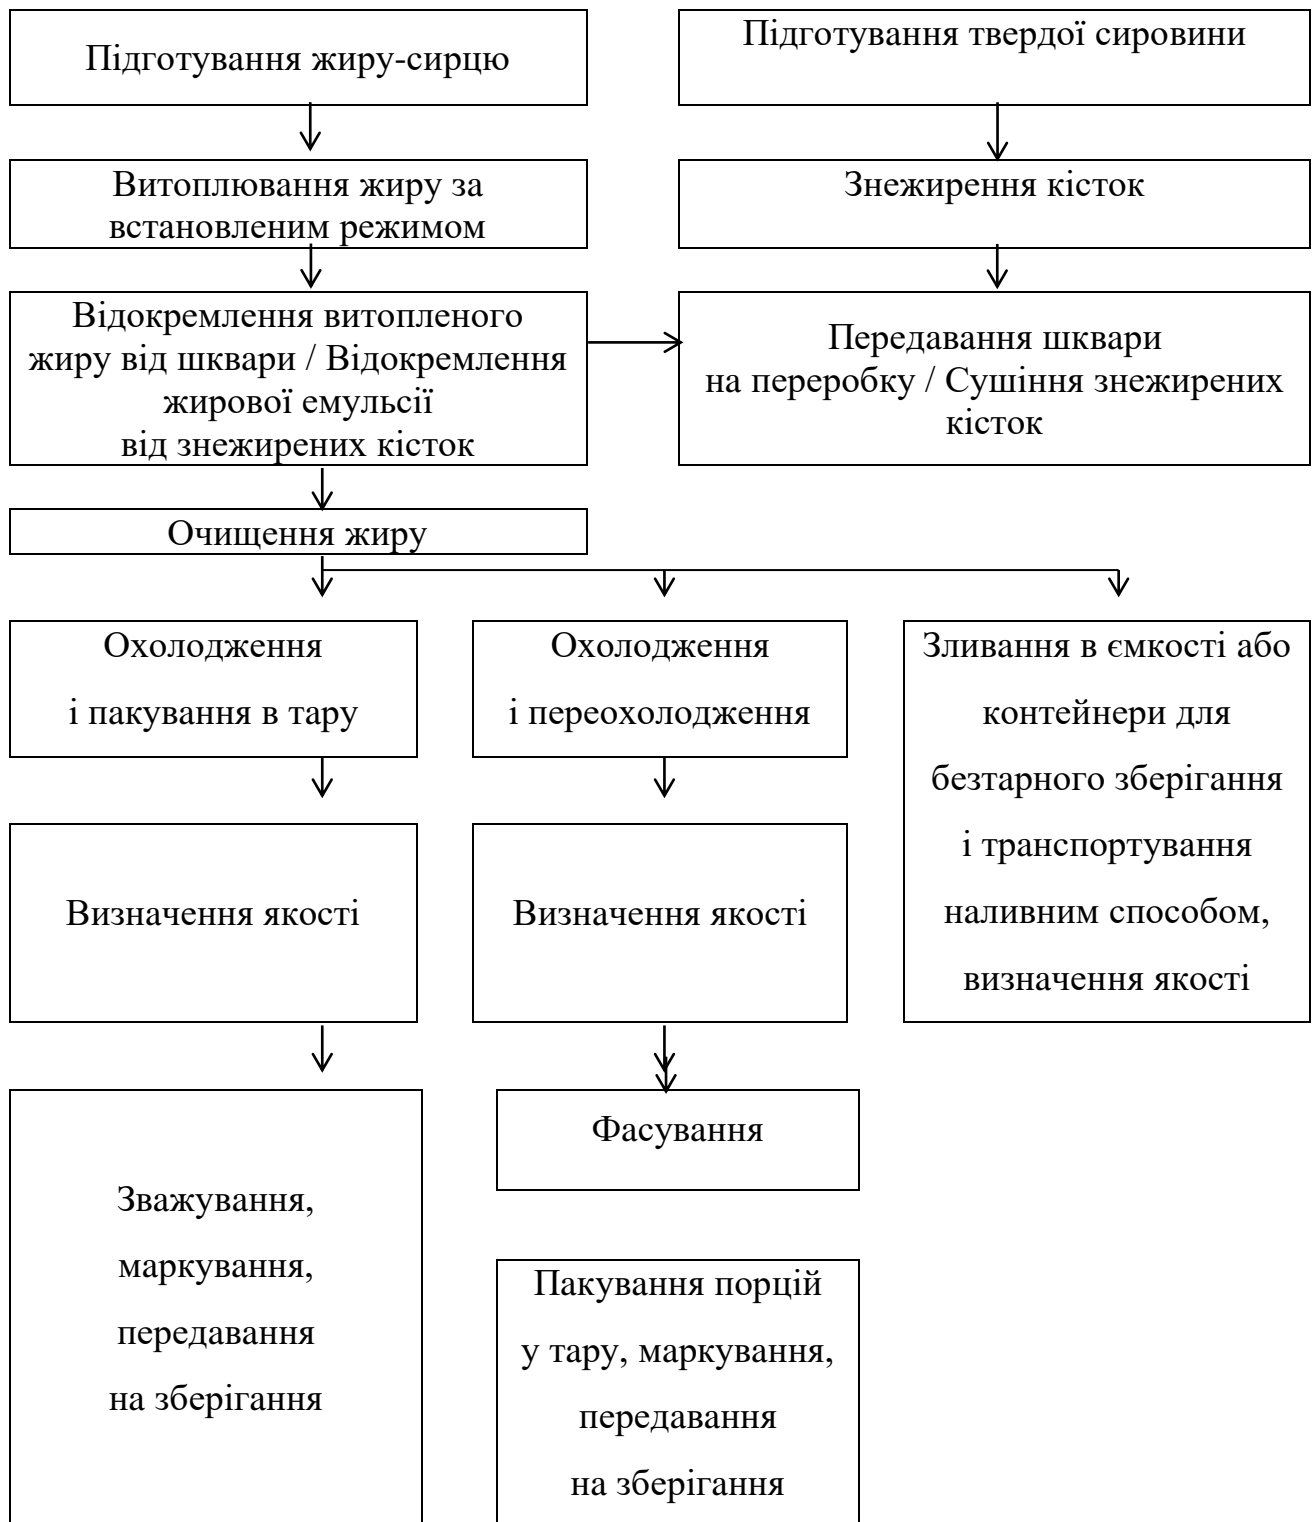 Підготування жиру-сирцю
Підготування твердої сировини
Витоплювання жиру за
встановленим режимом
Знежирення кісток
Відокремлення витопленого
жиру від шквари / Відокремлення
жирової емульсії
від знежирених кісток
Передавання шквари
на переробку / Сушіння знежирених
кісток
Очищення жиру
Охолодження
і пакування в тару
Охолодження
і переохолодження
Зливання в ємкості або
контейнери для
безтарного зберігання
і транспортування
наливним способом,
визначення якості
Визначення якості
Визначення якості
Зважування,
маркування,
передавання
на зберігання
Фасування
Пакування порцій
у тару, маркування,
передавання
на зберігання